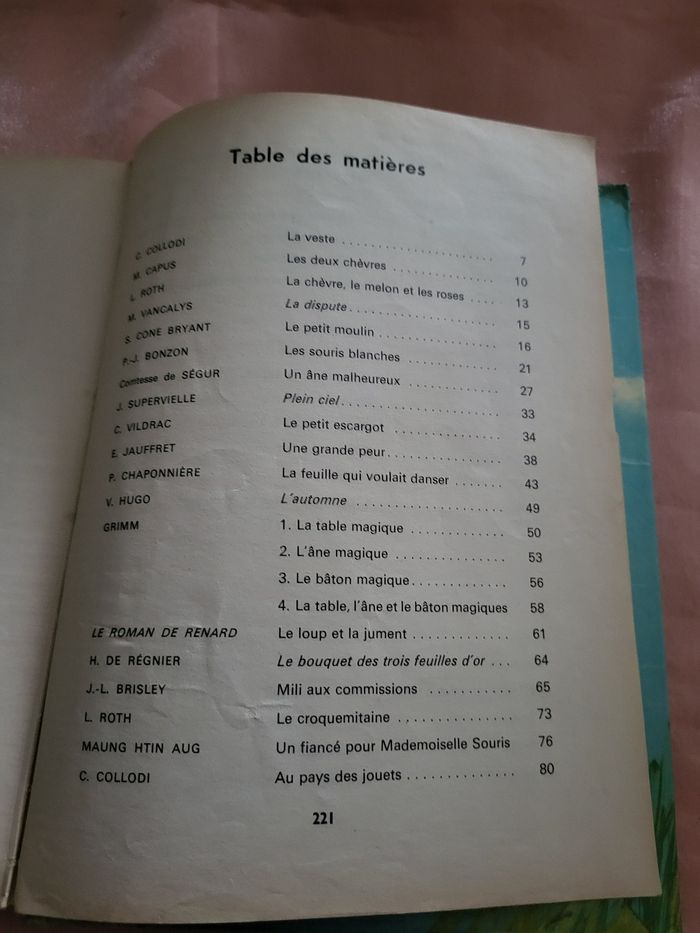 Table des matières
C. COLLODI La veste .......................... 7
M. CAPUS Les deux chèvres .................. 10
L. ROTH La chèvre, le melon et les roses .... 13
M. VANCALYS La dispute......................... 15
S. CONE BRYANT Le petit moulin .................... 16
P.-J. BONZON Les souris blanches ................ 21
Comtesse de SÉGUR Un âne malheureux ............... 27
J. SUPERVIELLE Plein ciel.......................... 33
C. VILDRAC Le petit escargot ................. 34
E. JAUFFRET Une grande peur................... 38
P. CHAPONNIÈRE La feuille qui voulait danser ....... 43
V. HUGO L'automne ...................... 49
GRIMM 1. La table magique ............. 50
2. L'âne magique ............... 53
3. Le bâton magique............. 56
4. La table, l'âne et le bâton magiques 58
LE ROMAN DE RENARD Le loup et la jument ............. 61
H. DE RÉGNIER Le bouquet des trois feuilles d'or ... 64
J.-L. BRISLEY Mili aux commissions ........... 65
L. ROTH Le croquemitaine ............... 73
MAUNG HTIN AUG Un fiancé pour Mademoiselle Souris 76
C. COLLODI Au pays des jouets .............. 80
221